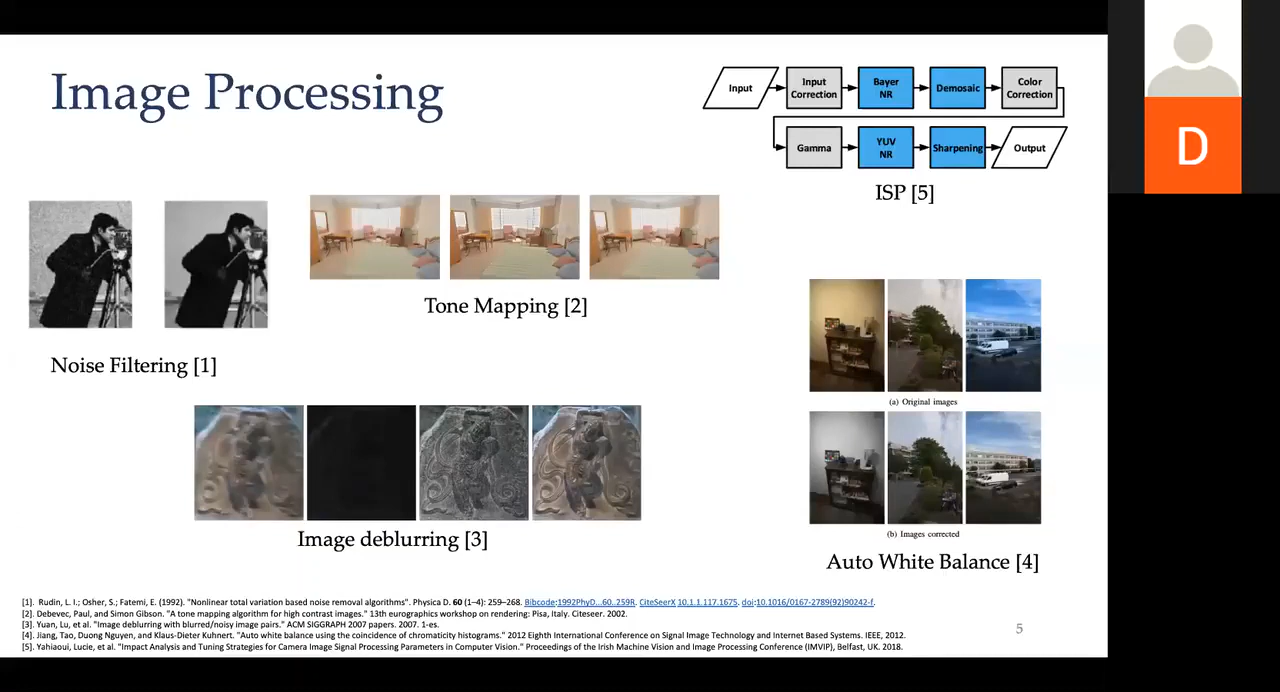 Image Processing
Input
Input
Correction
Bayer
NR
Demosaic
Color
Correction
Gamma
YUV
NR
Sharpening
Output
ISP [5]
D
Tone Mapping [2]
Noise Filtering [1]
(a) Original images
Image deblurring [3]
(b) Images corrected
Auto White Balance [4]
[1]. Rudin, L. I.; Osher, S.; Fatemi, E. (1992). "Nonlinear total variation based noise removal algorithms". Physica D. 60 (1–4): 259–268. Bibcode:1992PhyD...60..259R. CiteSeerX 10.1.1.117.1675. doi:10.1016/0167-2789(92)90242-f.
[2]. Debevec, Paul, and Simon Gibson. "A tone mapping algorithm for high contrast images." 13th eurographics workshop on rendering: Pisa, Italy. Citeseer. 2002.
[3]. Yuan, Lu, et al. "Image deblurring with blurred/noisy image pairs." ACM SIGGRAPH 2007 papers. 2007. 1-es.
[4]. Jiang, Tao, Duong Nguyen, and Klaus-Dieter Kuhnert. "Auto white balance using the coincidence of chromaticity histograms." 2012 Eighth International Conference on Signal Image Technology and Internet Based Systems. IEEE, 2012.
[5]. Yahiaoui, Lucie, et al. "Impact Analysis and Tuning Strategies for Camera Image Signal Processing Parameters in Computer Vision." Proceedings of the Irish Machine Vision and Image Processing Conference (IMVIP), Belfast, UK. 2018.
5